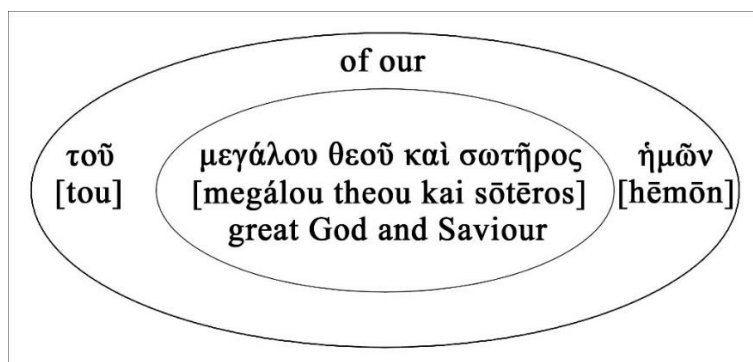 of our
τοῦ μεγάλου θεοῦ καὶ σωτῆρος ἡμῶν
[tou] [megálou theou kai sōtēros] [hēmōn]
great God and Saviour